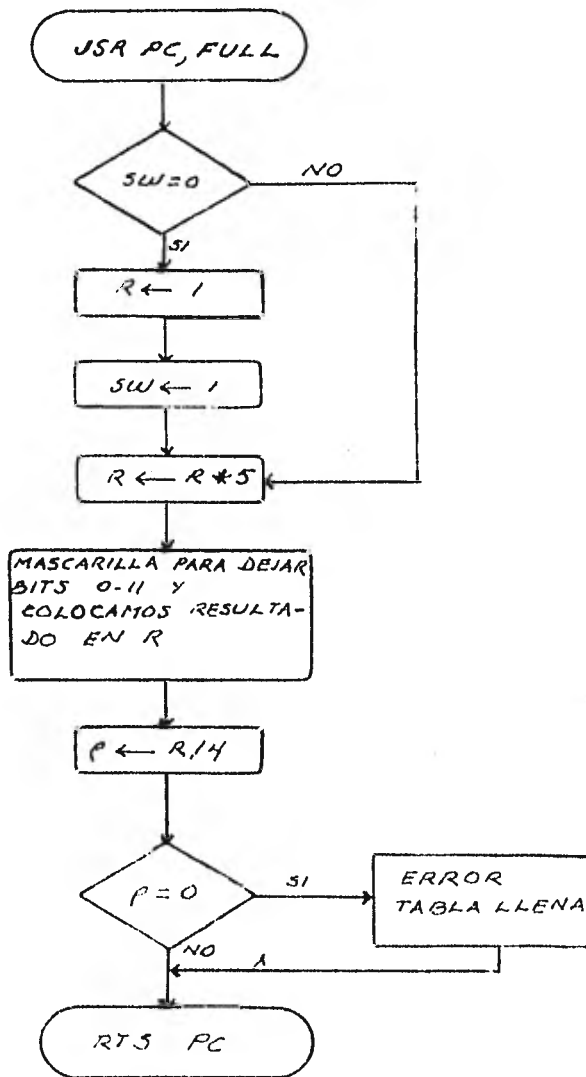 JSR PC, FULL
SW=0
NO
SI
R ← 1
SW ← 1
R ← R * 5
MASCARILLA PARA DEJAR
BITS 0-11 Y
COLOCAMOS RESULTA-
DO EN R
ρ ← R/4
ρ = 0
SI
ERROR
TABLA LLENA
NO
RTS PC